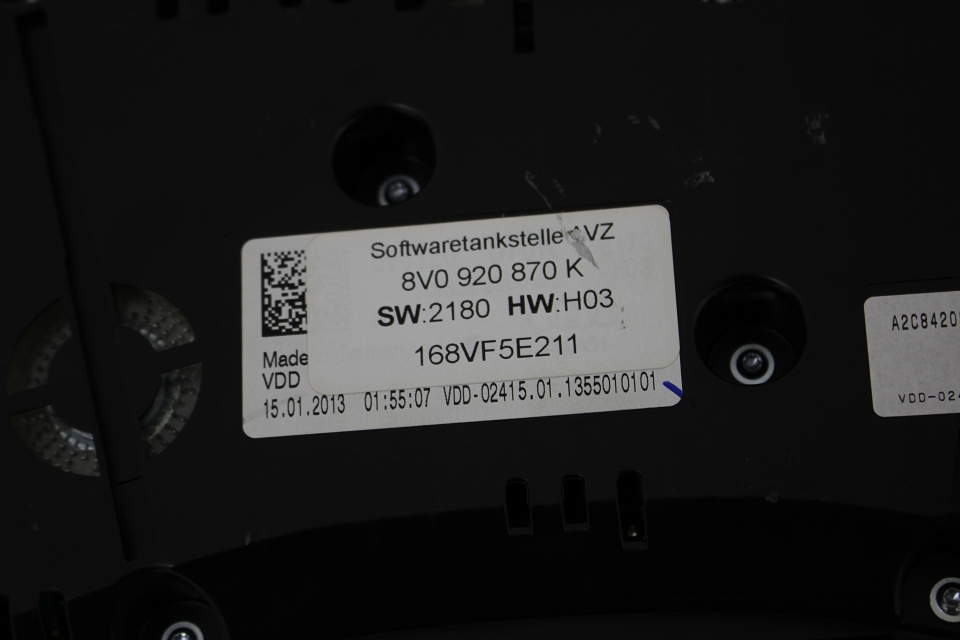 Softwaretankstelle AVZ
8V0 920 870 K
SW:2180 HW:H03
168VF5E211
Made
VDD
15.01.2013 01:55:07 VDD-02415.01.1355010101
A2C8420
VDD-02